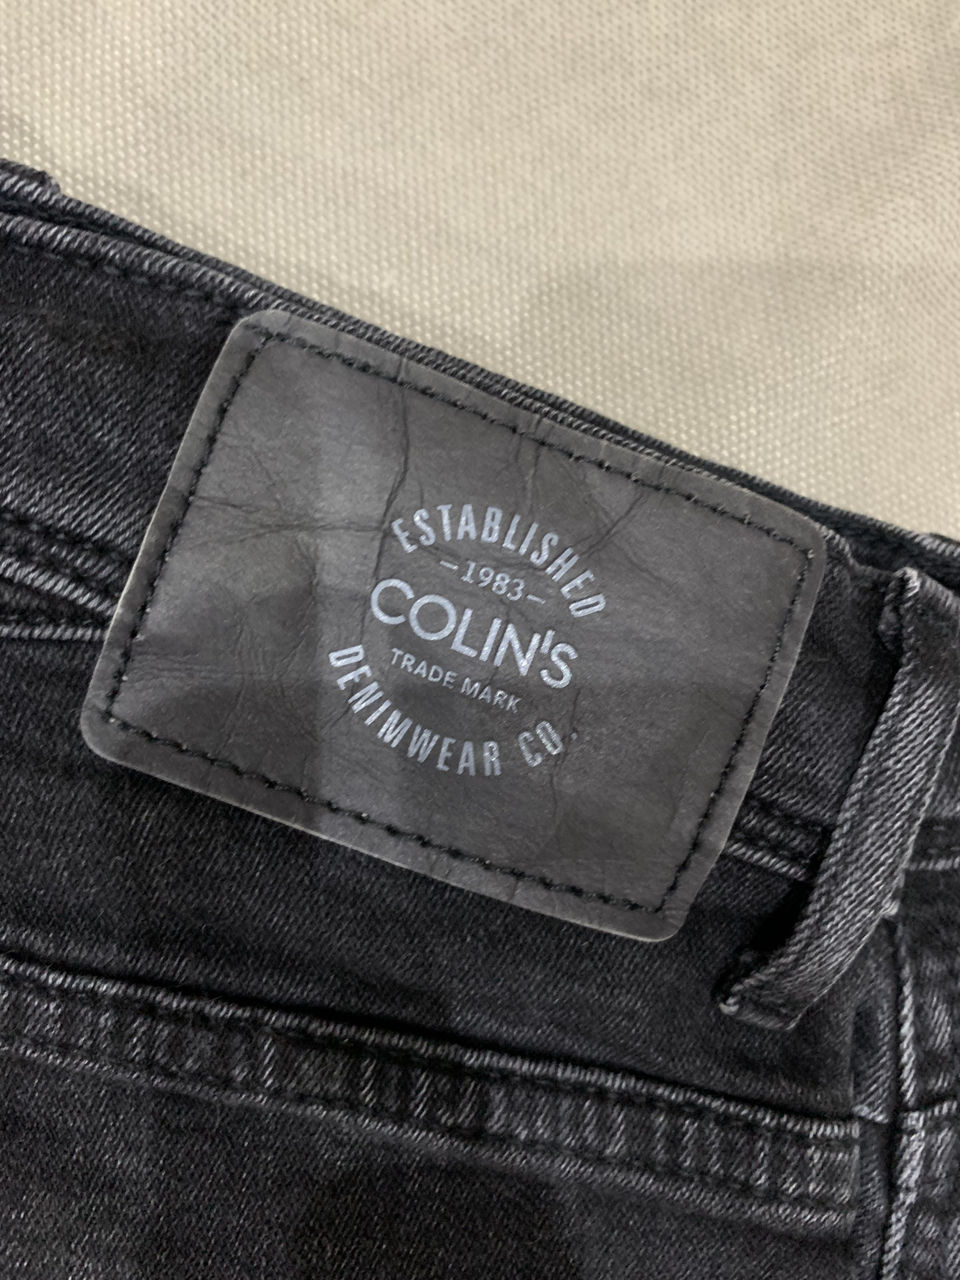 ESTABLISHED
-1983-
COLIN'S
TRADE MARK
DENIMWEAR CO.